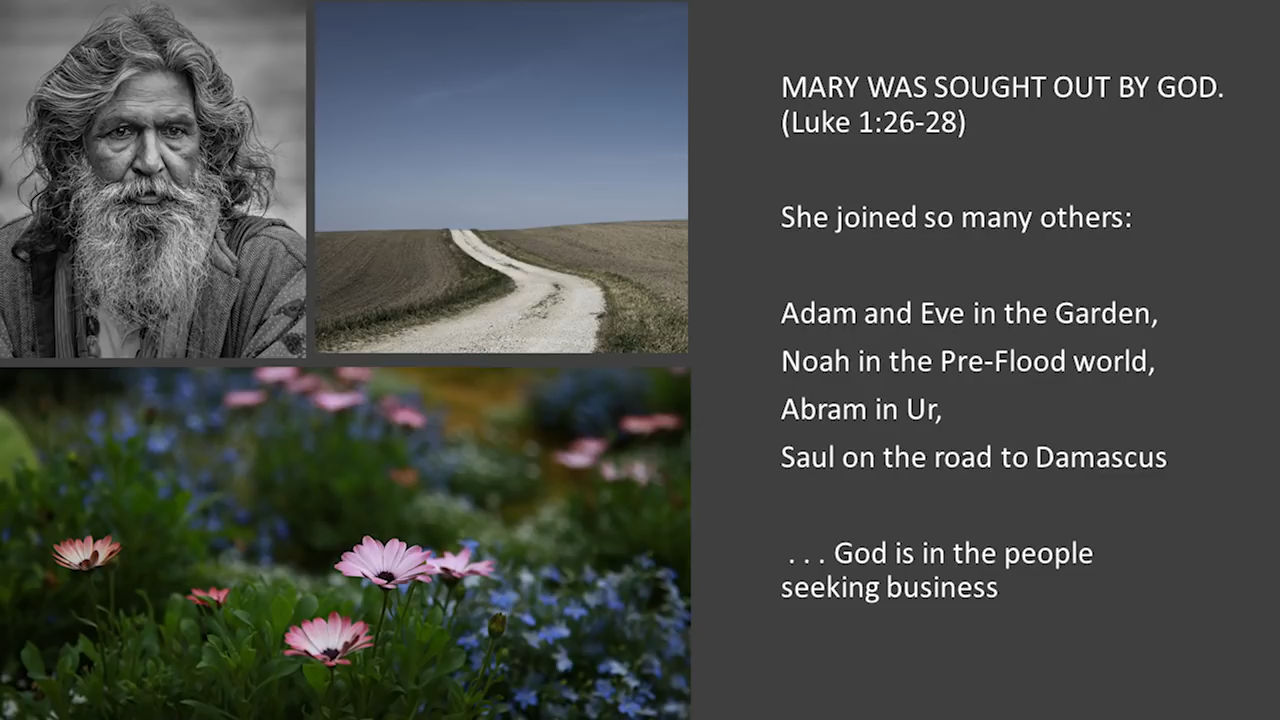 MARY WAS SOUGHT OUT BY GOD.
(Luke 1:26-28)
She joined so many others:
Adam and Eve in the Garden,
Noah in the Pre-Flood world,
Abram in Ur,
Saul on the road to Damascus
. . . God is in the people
seeking business